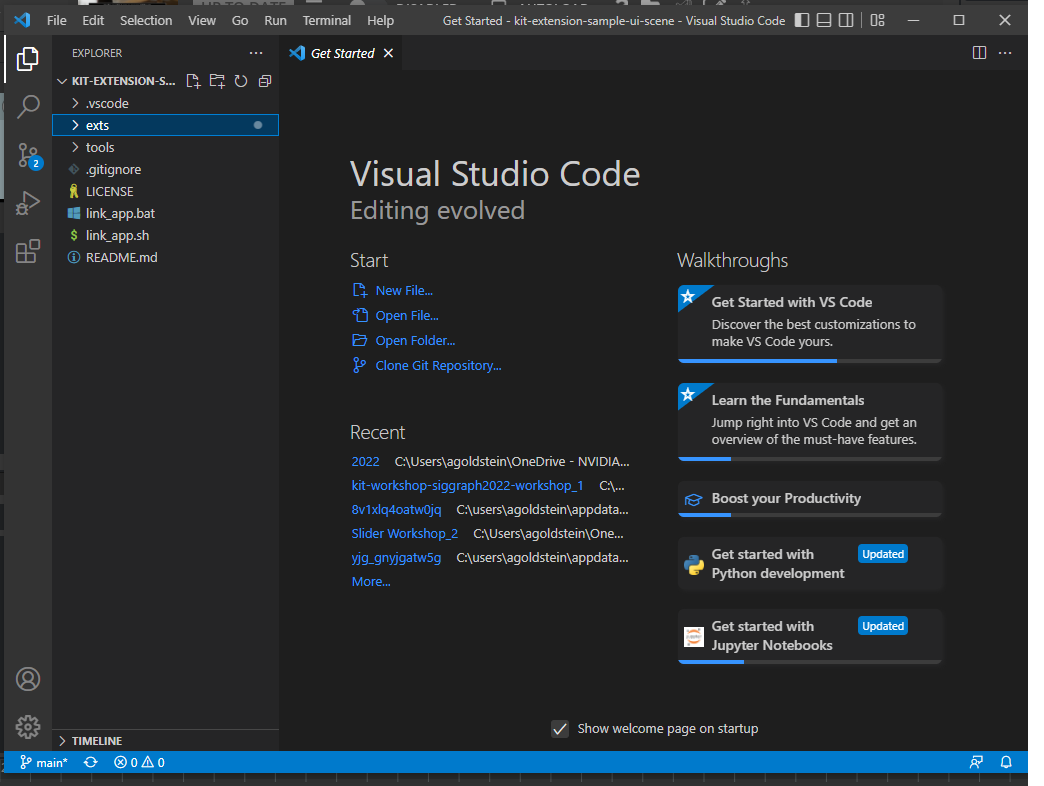 File Edit Selection View Go Run Terminal Help Get Started - kit-extension-sample-ui-scene - Visual Studio Code
EXPLORER
Get Started
KIT-EXTENSION-S...
.vscode
exts
tools
.gitignore
LICENSE
link_app.bat
$ link_app.sh
README.md
2
Visual Studio Code
Editing evolved
Start
New File...
Open File...
Open Folder...
Clone Git Repository...
Recent
2022 C:\Users\agoldstein\OneDrive - NVIDIA...
kit-workshop-siggraph2022-workshop_1 C:\...
8v1xlq4oatw0jq C:\users\agoldstein\appdata...
Slider Workshop_2 C:\Users\agoldstein\One...
yjg_gnyjgatw5g C:\users\agoldstein\appdata...
More...
Walkthroughs
Get Started with VS Code
Discover the best customizations to
make VS Code yours.
Learn the Fundamentals
Jump right into VS Code and get an
overview of the must-have features.
Boost your Productivity
Get started with
Python development
Updated
Get started with
Jupyter Notebooks
Updated
Show welcome page on startup
TIMELINE
main* 0 0